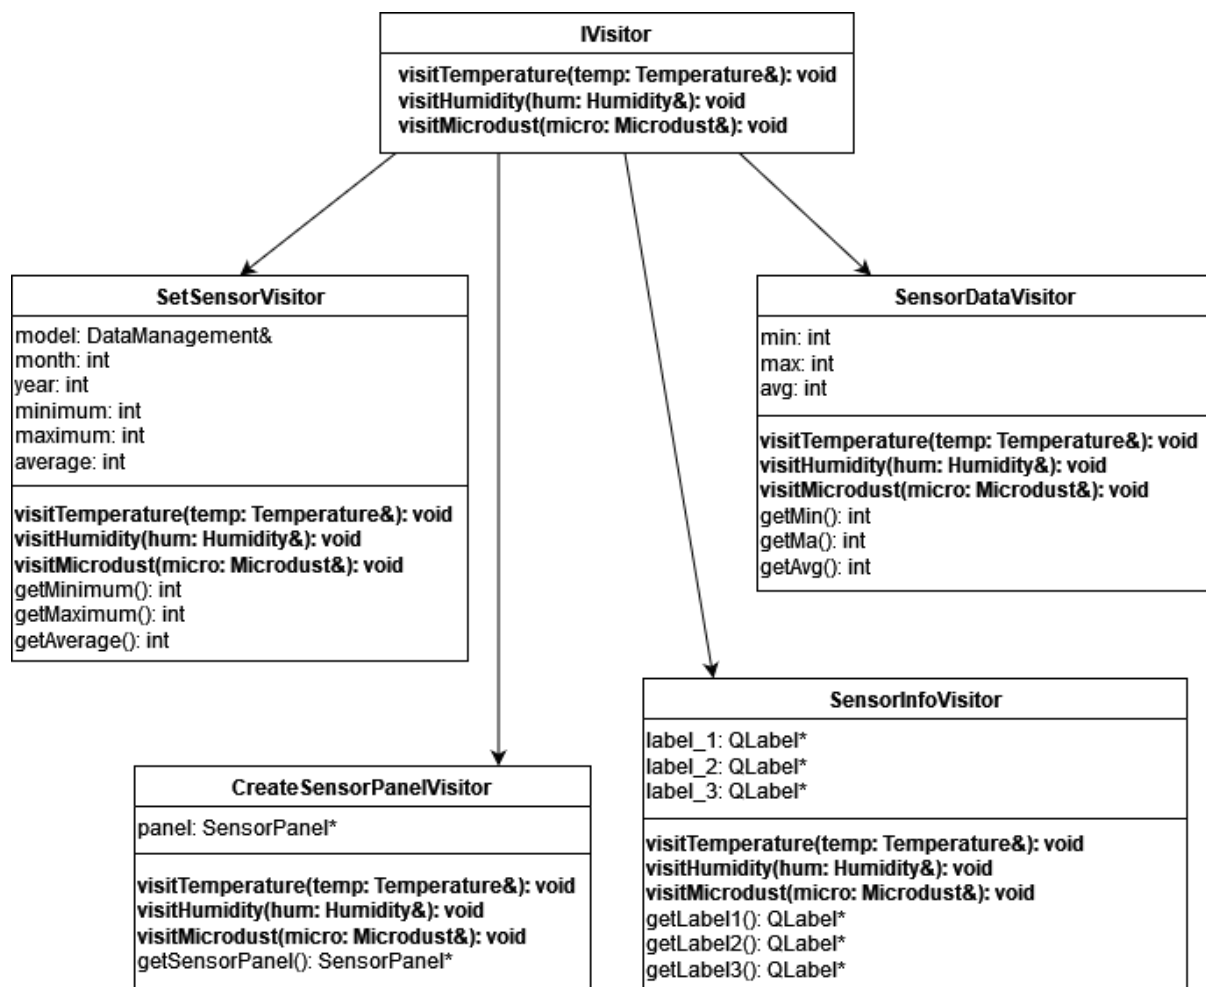 IVisitor
visitTemperature(temp: Temperature&): void
visitHumidity(hum: Humidity&): void
visitMicrodust(micro: Microdust&): void
SetSensorVisitor
model: DataManagement&
month: int
year: int
minimum: int
maximum: int
average: int
visitTemperature(temp: Temperature&): void
visitHumidity(hum: Humidity&): void
visitMicrodust(micro: Microdust&): void
getMinimum(): int
getMaximum(): int
getAverage(): int
SensorDataVisitor
min: int
max: int
avg: int
visitTemperature(temp: Temperature&): void
visitHumidity(hum: Humidity&): void
visitMicrodust(micro: Microdust&): void
getMin(): int
getMa(): int
getAvg(): int
CreateSensorPanelVisitor
panel: SensorPanel*
visitTemperature(temp: Temperature&): void
visitHumidity(hum: Humidity&): void
visitMicrodust(micro: Microdust&): void
getSensorPanel(): SensorPanel*
SensorInfoVisitor
label_1: QLabel*
label_2: QLabel*
label_3: QLabel*
visitTemperature(temp: Temperature&): void
visitHumidity(hum: Humidity&): void
visitMicrodust(micro: Microdust&): void
getLabel1(): QLabel*
getLabel2(): QLabel*
getLabel3(): QLabel*